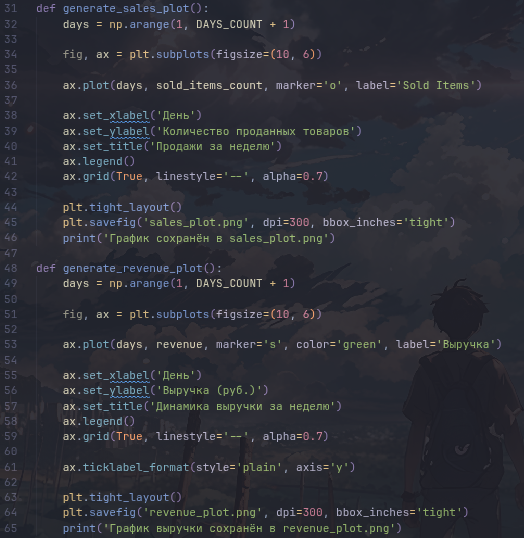 31 def generate_sales_plot():
32     days = np.arange(1, DAYS_COUNT + 1)
33
34     fig, ax = plt.subplots(figsize=(10, 6))
35
36     ax.plot(days, sold_items_count, marker='o', label='Sold Items')
37
38     ax.set_xlabel('День')
39     ax.set_ylabel('Количество проданных товаров')
40     ax.set_title('Продажи за неделю')
41     ax.legend()
42     ax.grid(True, linestyle='--', alpha=0.7)
43
44     plt.tight_layout()
45     plt.savefig('sales_plot.png', dpi=300, bbox_inches='tight')
46     print('График сохранён в sales_plot.png')
47
48 def generate_revenue_plot():
49     days = np.arange(1, DAYS_COUNT + 1)
50
51     fig, ax = plt.subplots(figsize=(10, 6))
52
53     ax.plot(days, revenue, marker='s', color='green', label='Выручка')
54
55     ax.set_xlabel('День')
56     ax.set_ylabel('Выручка (руб.)')
57     ax.set_title('Динамика выручки за неделю')
58     ax.legend()
59     ax.grid(True, linestyle='--', alpha=0.7)
60
61     ax.ticklabel_format(style='plain', axis='y')
62
63     plt.tight_layout()
64     plt.savefig('revenue_plot.png', dpi=300, bbox_inches='tight')
65     print('График выручки сохранён в revenue_plot.png')